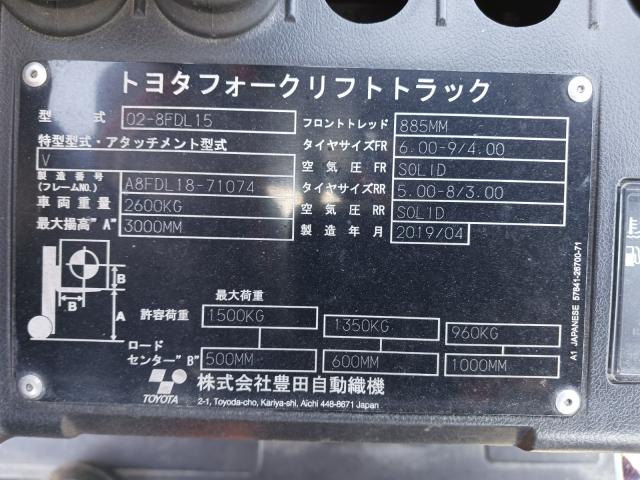 トヨタフォークリフトトラック
型式 02-8FDL15 フロントトレッド 885MM
特型型式・アタッチメント型式 タイヤサイズFR 6.00-9/4.00
V 空気圧FR SOLID
製造番号 (フレームNO.) A8FDL18-71074 タイヤサイズRR 5.00-8/3.00
車両重量 2600KG 空気圧RR SOLID
最大揚高"A" 3000MM 製造年月 2019/04
B
B
A
最大荷重
許容荷重 1500KG 1350KG 960KG
ロード
センター"B" 500MM 600MM 1000MM
TOYOTA 株式会社豊田自動織機
2-1, Toyoda-cho, Kariya-shi, Aichi 448-8671 Japan
A1 JAPANESE 57841-26700-71